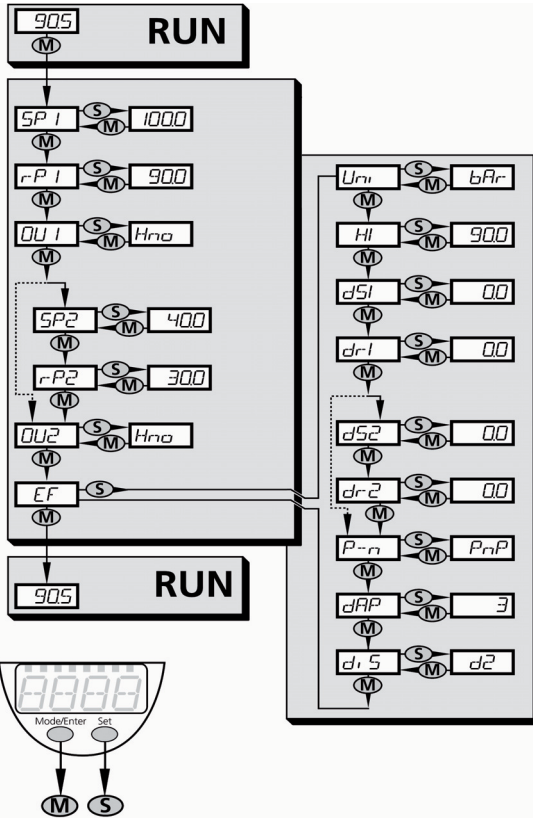 90.5
RUN
M
SP1 S M 100.0
M
rP1 S M 90.0
M
OU1 S M Hno
M
SP2 S M 40.0
M
rP2 S M 30.0
M
OU2 S M Hno
M
EF S
M
90.5
RUN
Uni S M bAr
M
HI S M 90.0
M
dS1 S M 0.0
M
dr1 S M 0.0
M
dS2 S M 0.0
M
dr2 S M 0.0
M
P-n S M PnP
M
dAP S M 3
M
diS S M d2
M
8888
Mode/Enter Set
M S